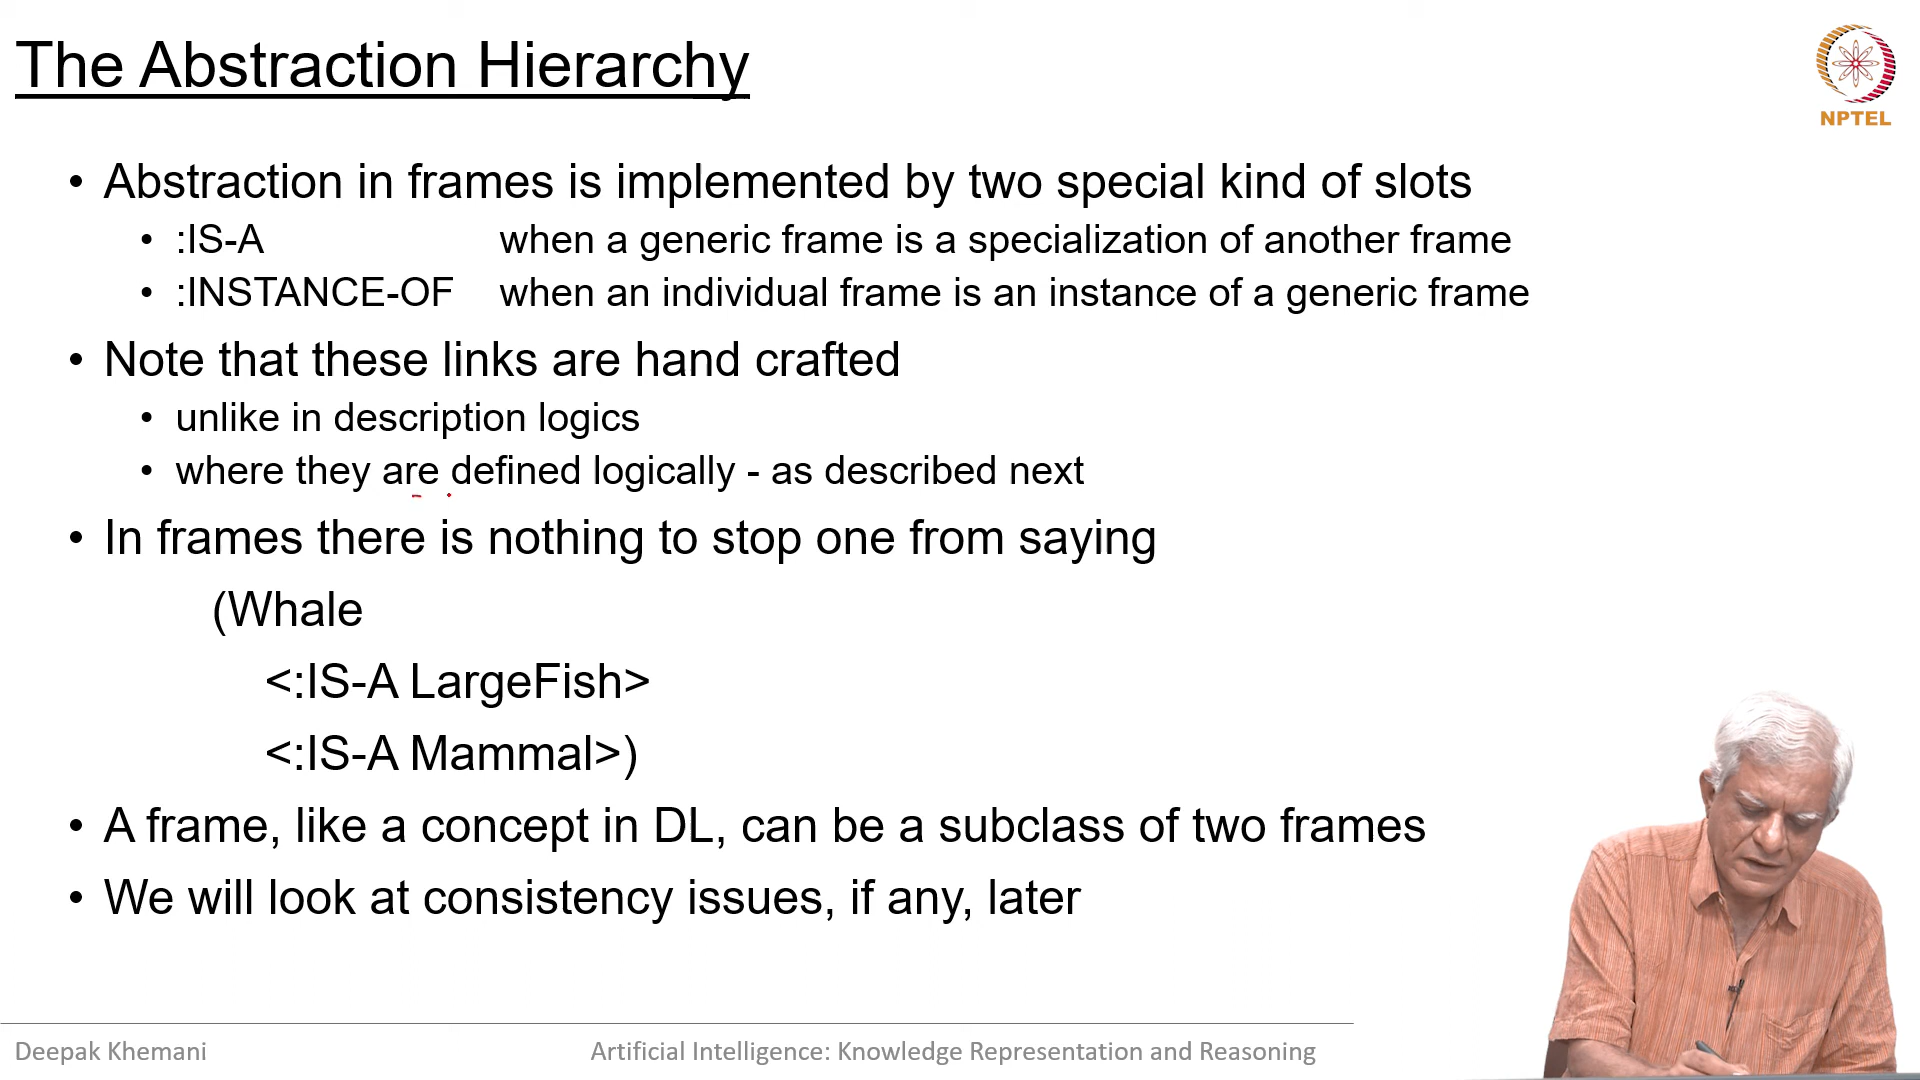 The Abstraction Hierarchy
NPTEL
• Abstraction in frames is implemented by two special kind of slots
• :IS-A when a generic frame is a specialization of another frame
• :INSTANCE-OF when an individual frame is an instance of a generic frame
• Note that these links are hand crafted
• unlike in description logics
• where they are defined logically - as described next
• In frames there is nothing to stop one from saying
(Whale
<:IS-A LargeFish>
<:IS-A Mammal>)
• A frame, like a concept in DL, can be a subclass of two frames
• We will look at consistency issues, if any, later
Deepak Khemani Artificial Intelligence: Knowledge Representation and Reasoning